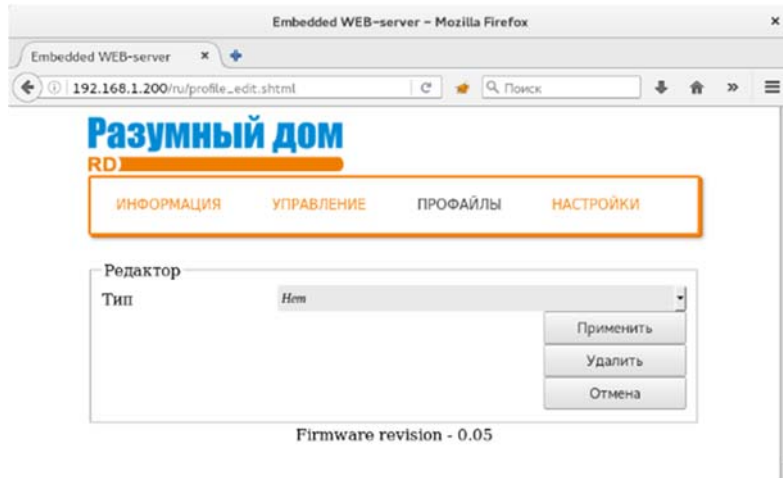 Embedded WEB-server - Mozilla Firefox
Embedded WEB-server
192.168.1.200/ru/profile_edit.shtml
Поиск
Разумный дом
RD
ИНФОРМАЦИЯ УПРАВЛЕНИЕ ПРОФАЙЛЫ НАСТРОЙКИ
Редактор
Тип Нет
Применить
Удалить
Отмена
Firmware revision - 0.05